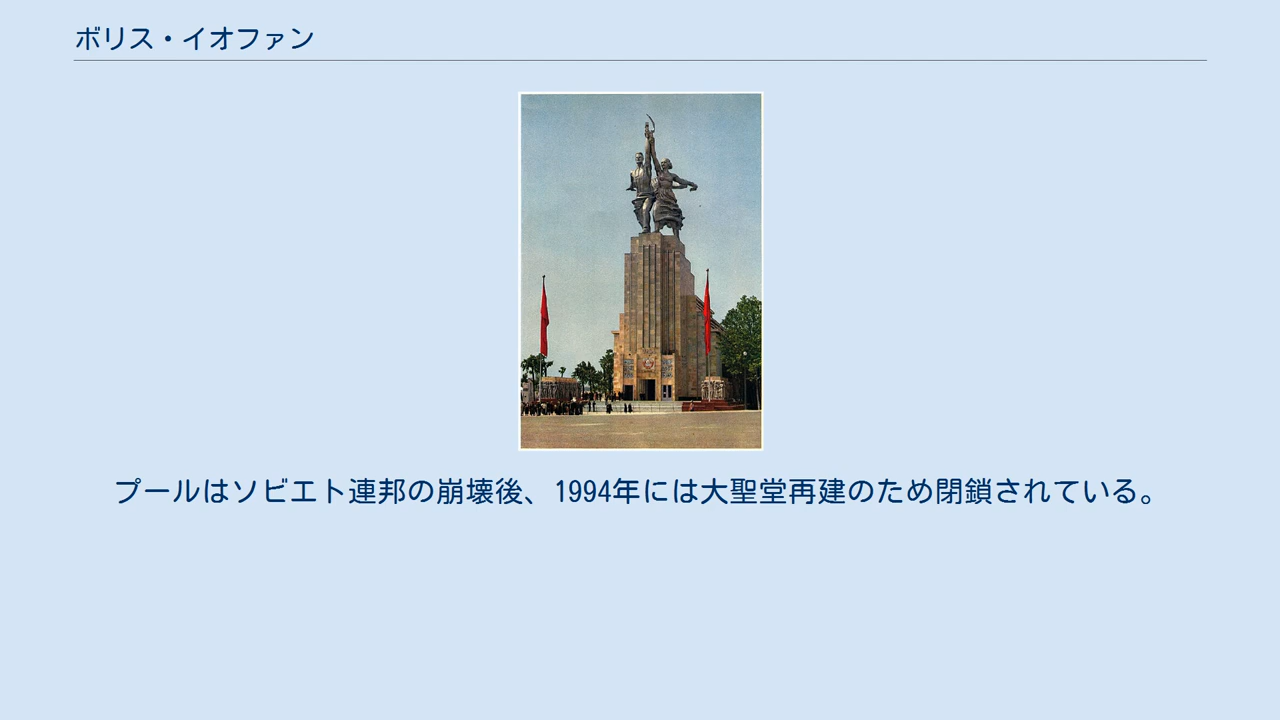 ボリス・イオファン
プールはソビエト連邦の崩壊後、1994年には大聖堂再建のため閉鎖されている。